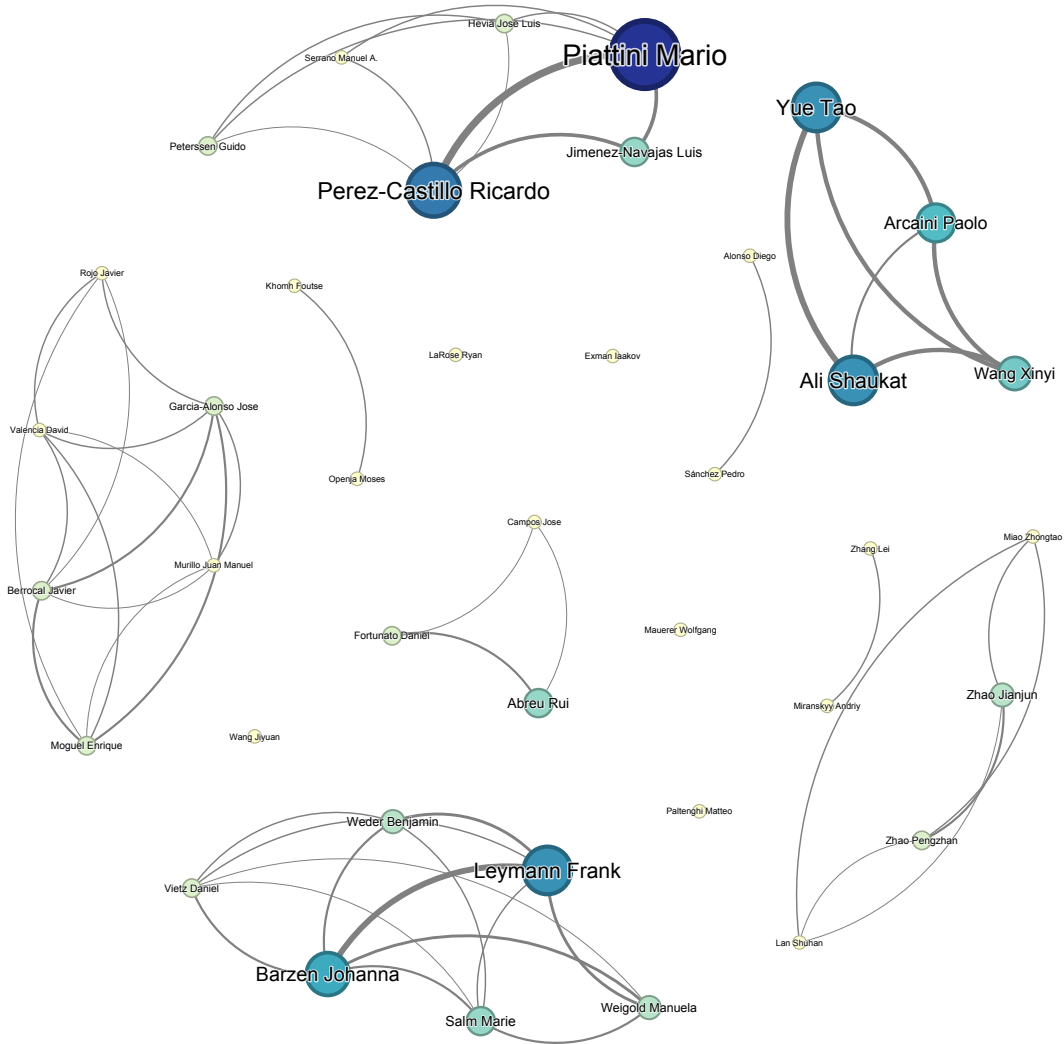 Hevia Jose Luis
Piattini Mario
Serrano Manuel A.
Yue Tao
Peterssen Guido
Jimenez-Navajas Luis
Perez-Castillo Ricardo
Arcaini Paolo
Alonso Diego
Rojo Javier
Khomh Foutse
LaRose Ryan
Exman Iaakov
Wang Xinyi
Ali Shaukat
Garcia-Alonso Jose
Valencia David
Sánchez Pedro
Openja Moses
Campos Jose
Miao Zhongtao
Zhang Lei
Murillo Juan Manuel
Berrocal Javier
Mauerer Wolfgang
Fortunato Daniel
Zhao Jianjun
Abreu Rui
Miranskyy Andriy
Wang Jiyuan
Moguel Enrique
Paltenghi Matteo
Weder Benjamin
Zhao Pengzhan
Leymann Frank
Vietz Daniel
Lan Shuhan
Barzen Johanna
Weigold Manuela
Salm Marie